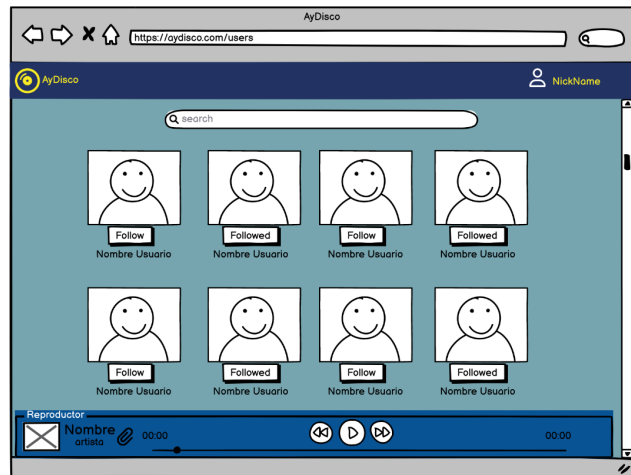 AyDisco
https://aydisco.com/users
AyDisco
NickName
search
Follow Followed Follow Followed
Nombre Usuario Nombre Usuario Nombre Usuario Nombre Usuario
Follow Followed Follow Followed
Nombre Usuario Nombre Usuario Nombre Usuario Nombre Usuario
Reproductor
Nombre
artista
00:00
00:00